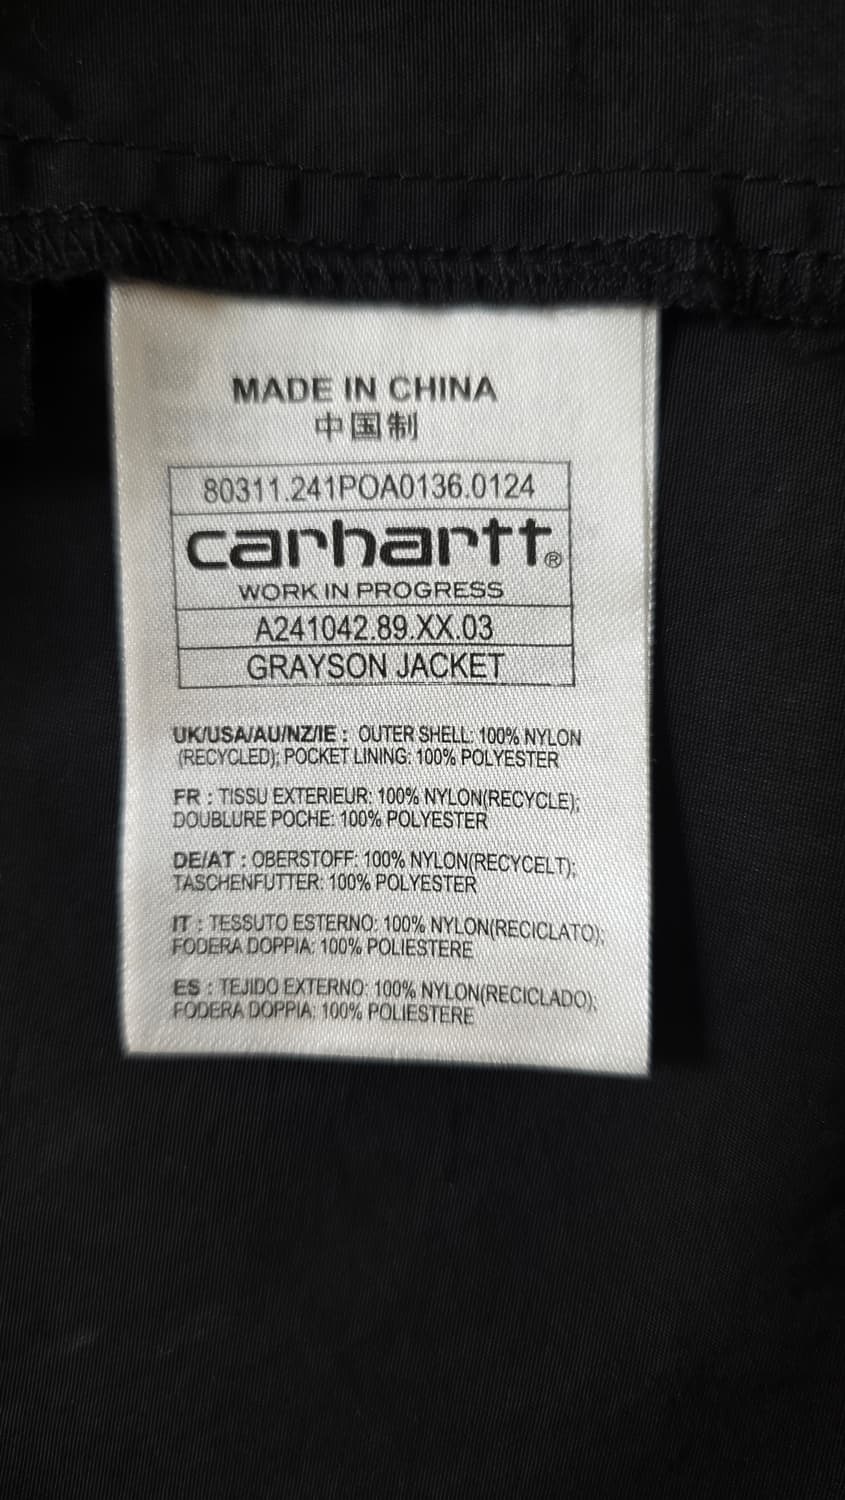 MADE IN CHINA
中国制
80311.241POA0136.0124
carhartt®
WORK IN PROGRESS
A241042.89.XX.03
GRAYSON JACKET
UK/USA/AU/NZ/IE : OUTER SHELL: 100% NYLON
(RECYCLED); POCKET LINING: 100% POLYESTER
FR : TISSU EXTERIEUR: 100% NYLON(RECYCLE);
DOUBLURE POCHE: 100% POLYESTER
DE/AT : OBERSTOFF: 100% NYLON(RECYCELT);
TASCHENFUTTER: 100% POLYESTER
IT : TESSUTO ESTERNO: 100% NYLON(RECICLATO);
FODERA DOPPIA: 100% POLIESTERE
ES : TEJIDO EXTERNO: 100% NYLON(RECICLADO);
FODERA DOPPIA: 100% POLIESTERE